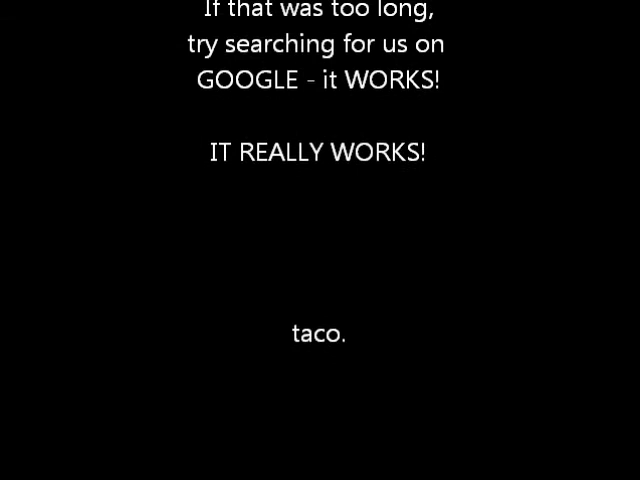 If that was too long,
try searching for us on
GOOGLE - it WORKS!
IT REALLY WORKS!
taco.